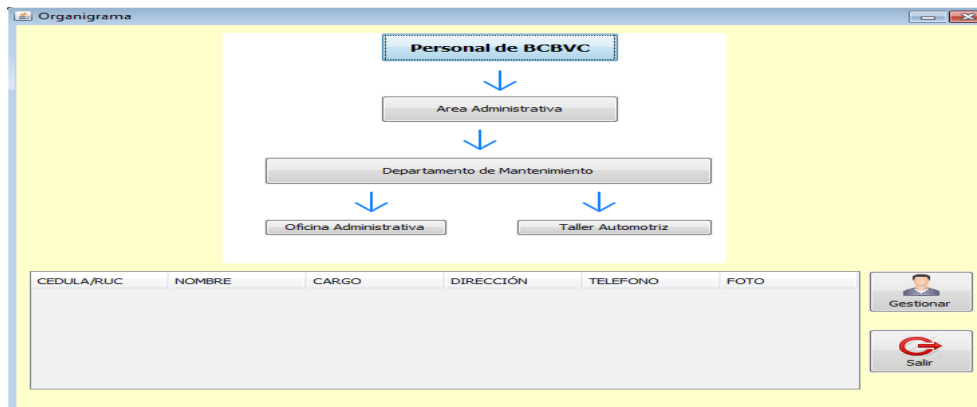 Organigrama
Personal de BCBVC
Area Administrativa
Departamento de Mantenimiento
Oficina Administrativa Taller Automotriz
CEDULA/RUC NOMBRE CARGO DIRECCIÓN TELEFONO FOTO
Gestionar
Salir